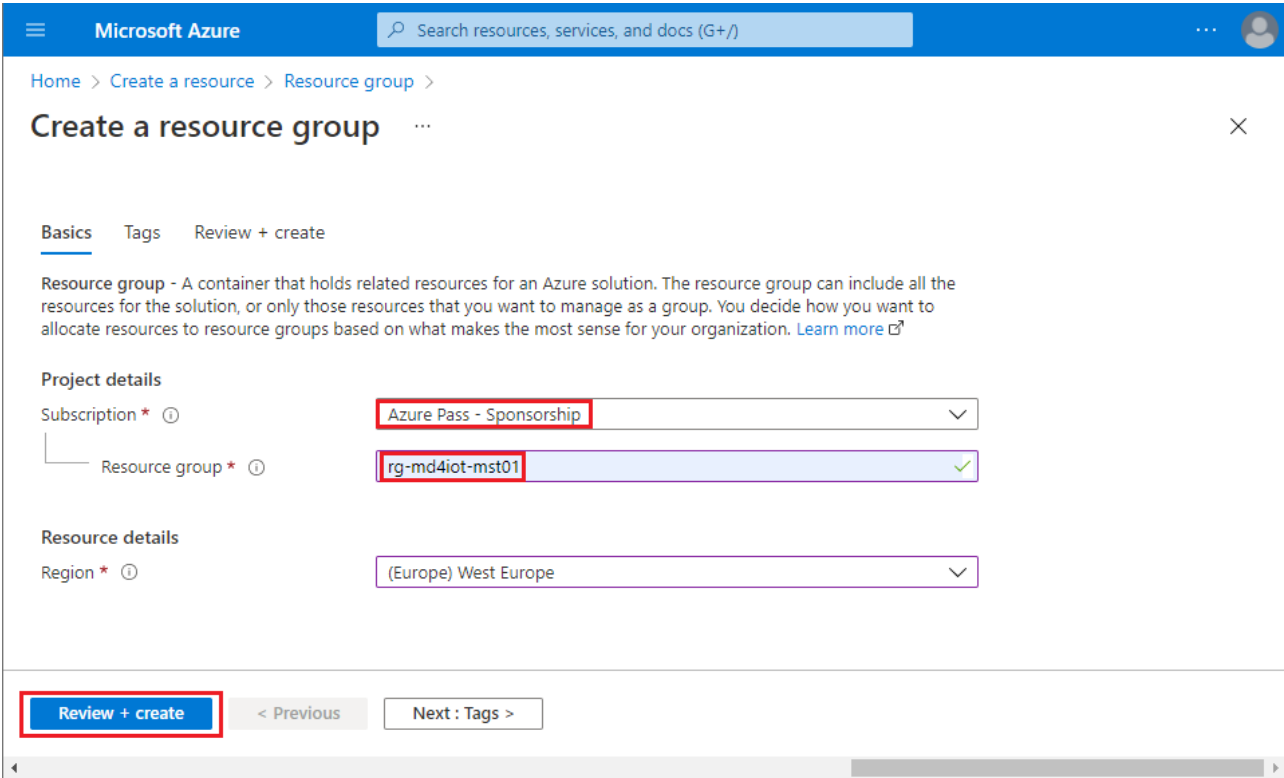 Microsoft Azure
Search resources, services, and docs (G+/)
...
Home > Create a resource > Resource group >
Create a resource group ...
Basics Tags Review + create
Resource group - A container that holds related resources for an Azure solution. The resource group can include all the
resources for the solution, or only those resources that you want to manage as a group. You decide how you want to
allocate resources to resource groups based on what makes the most sense for your organization. Learn more
Project details
Subscription *
Azure Pass - Sponsorship
Resource group *
rg-md4iot-mst01
Resource details
Region *
(Europe) West Europe
Review + create
< Previous
Next : Tags >